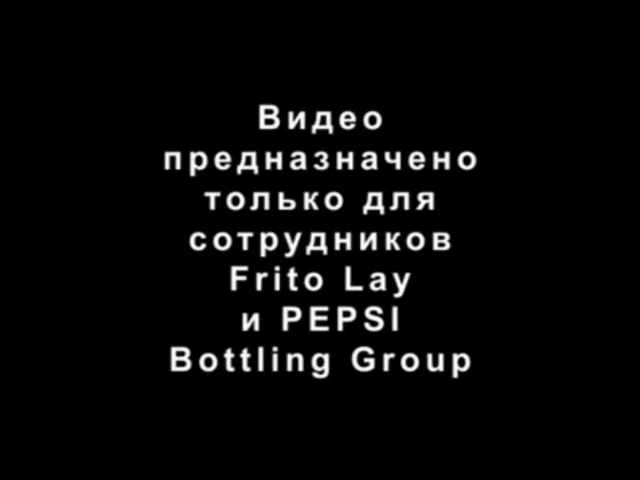 Видео
предназначено
только для
сотрудников
Frito Lay
и PEPSI
Bottling Group